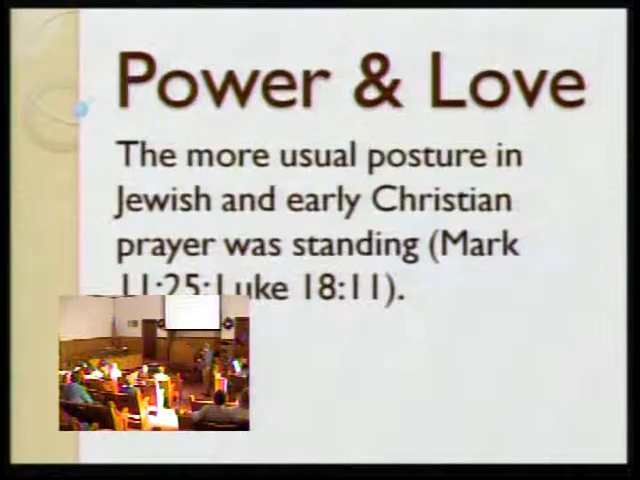 Power & Love
The more usual posture in
Jewish and early Christian
prayer was standing (Mark
11:25; Luke 18:11).